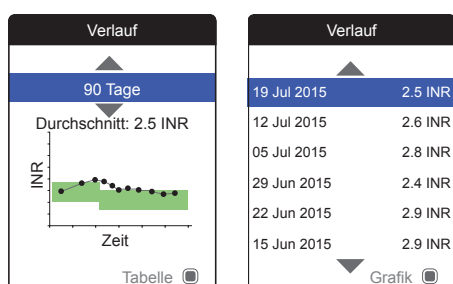 Verlauf
90 Tage
Durchschnitt: 2.5 INR
INR
Zeit
Tabelle
Verlauf
19 Jul 2015 2.5 INR
12 Jul 2015 2.6 INR
05 Jul 2015 2.8 INR
29 Jun 2015 2.4 INR
22 Jun 2015 2.9 INR
15 Jun 2015 2.9 INR
Grafik